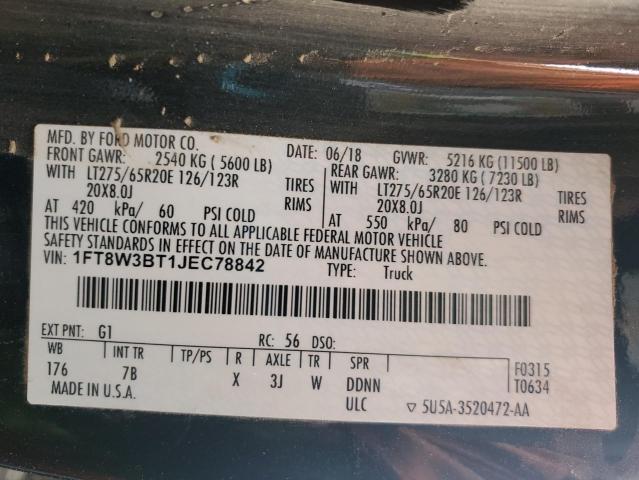 MFD. BY FORD MOTOR CO. DATE: 06/18 GVWR: 5216 KG (11500 LB)
FRONT GAWR: 2540 KG ( 5600 LB) REAR GAWR: 3280 KG ( 7230 LB)
WITH LT275/65R20E 126/123R TIRES WITH LT275/65R20E 126/123R TIRES
20X8.0J RIMS 20X8.0J RIMS
AT 420 kPa/ 60 PSI COLD AT 550 kPa/ 80 PSI COLD
THIS VEHICLE CONFORMS TO ALL APPLICABLE FEDERAL MOTOR VEHICLE
SAFETY STANDARDS IN EFFECT ON THE DATE OF MANUFACTURE SHOWN ABOVE.
VIN: 1FT8W3BT1JEC78842 TYPE: Truck
EXT PNT: G1 RC: 56 DSO:
WB INT TR TP/PS R AXLE TR SPR F0315
176 7B X 3J W DDNN T0634
MADE IN U.S.A. ULC ▽ 5U5A-3520472-AA